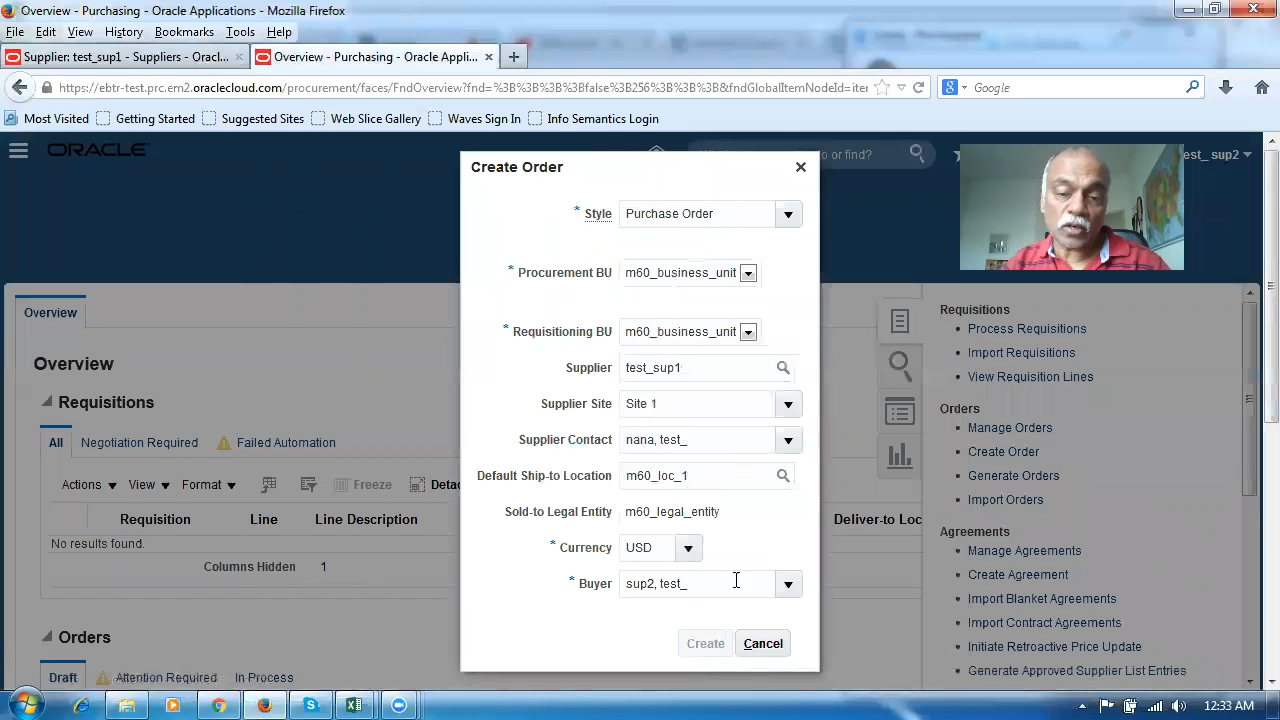 Overview - Purchasing - Oracle Applications - Mozilla Firefox
File Edit View History Bookmarks Tools Help
Supplier: test_sup1 - Suppliers - Oracl... × Overview - Purchasing - Oracle Appli... × +
https://ebtr-test.prc.em2.oraclecloud.com/procurement/faces/FndOverview?fnd=%3B%3B%3B%3Bfalse%3B256%3B%3B%3B&fndGlobalItemNodeId=iter
Google
Most Visited Getting Started Suggested Sites Web Slice Gallery Waves Sign In Info Semantics Corporation
ORACLE
o or find?
est_ sup2
Create Order ×
* Style Purchase Order
* Procurement BU m60_business_unit
* Requisitioning BU m60_business_unit
Supplier test_sup1
Supplier Site Site 1
Supplier Contact nana, test_
Default Ship-to Location m60_loc_1
Sold-to Legal Entity m60_legal_entity
* Currency USD
* Buyer sup2, test_
Create Cancel
Overview
Overview
Requisitions
All Negotiation Required Failed Automation
Actions View Format Freeze Detac
Requisition Line Line Description Deliver-to Loc
No results found.
Columns Hidden 1
Orders
Draft Attention Required In Process
Requisitions
Process Requisitions
Import Requisitions
View Requisition Lines
Orders
Manage Orders
Create Order
Generate Orders
Import Orders
Agreements
Manage Agreements
Create Agreement
Import Blanket Agreements
Import Contract Agreements
Initiate Retroactive Price Update
Generate Approved Supplier List Entries
12:33 AM